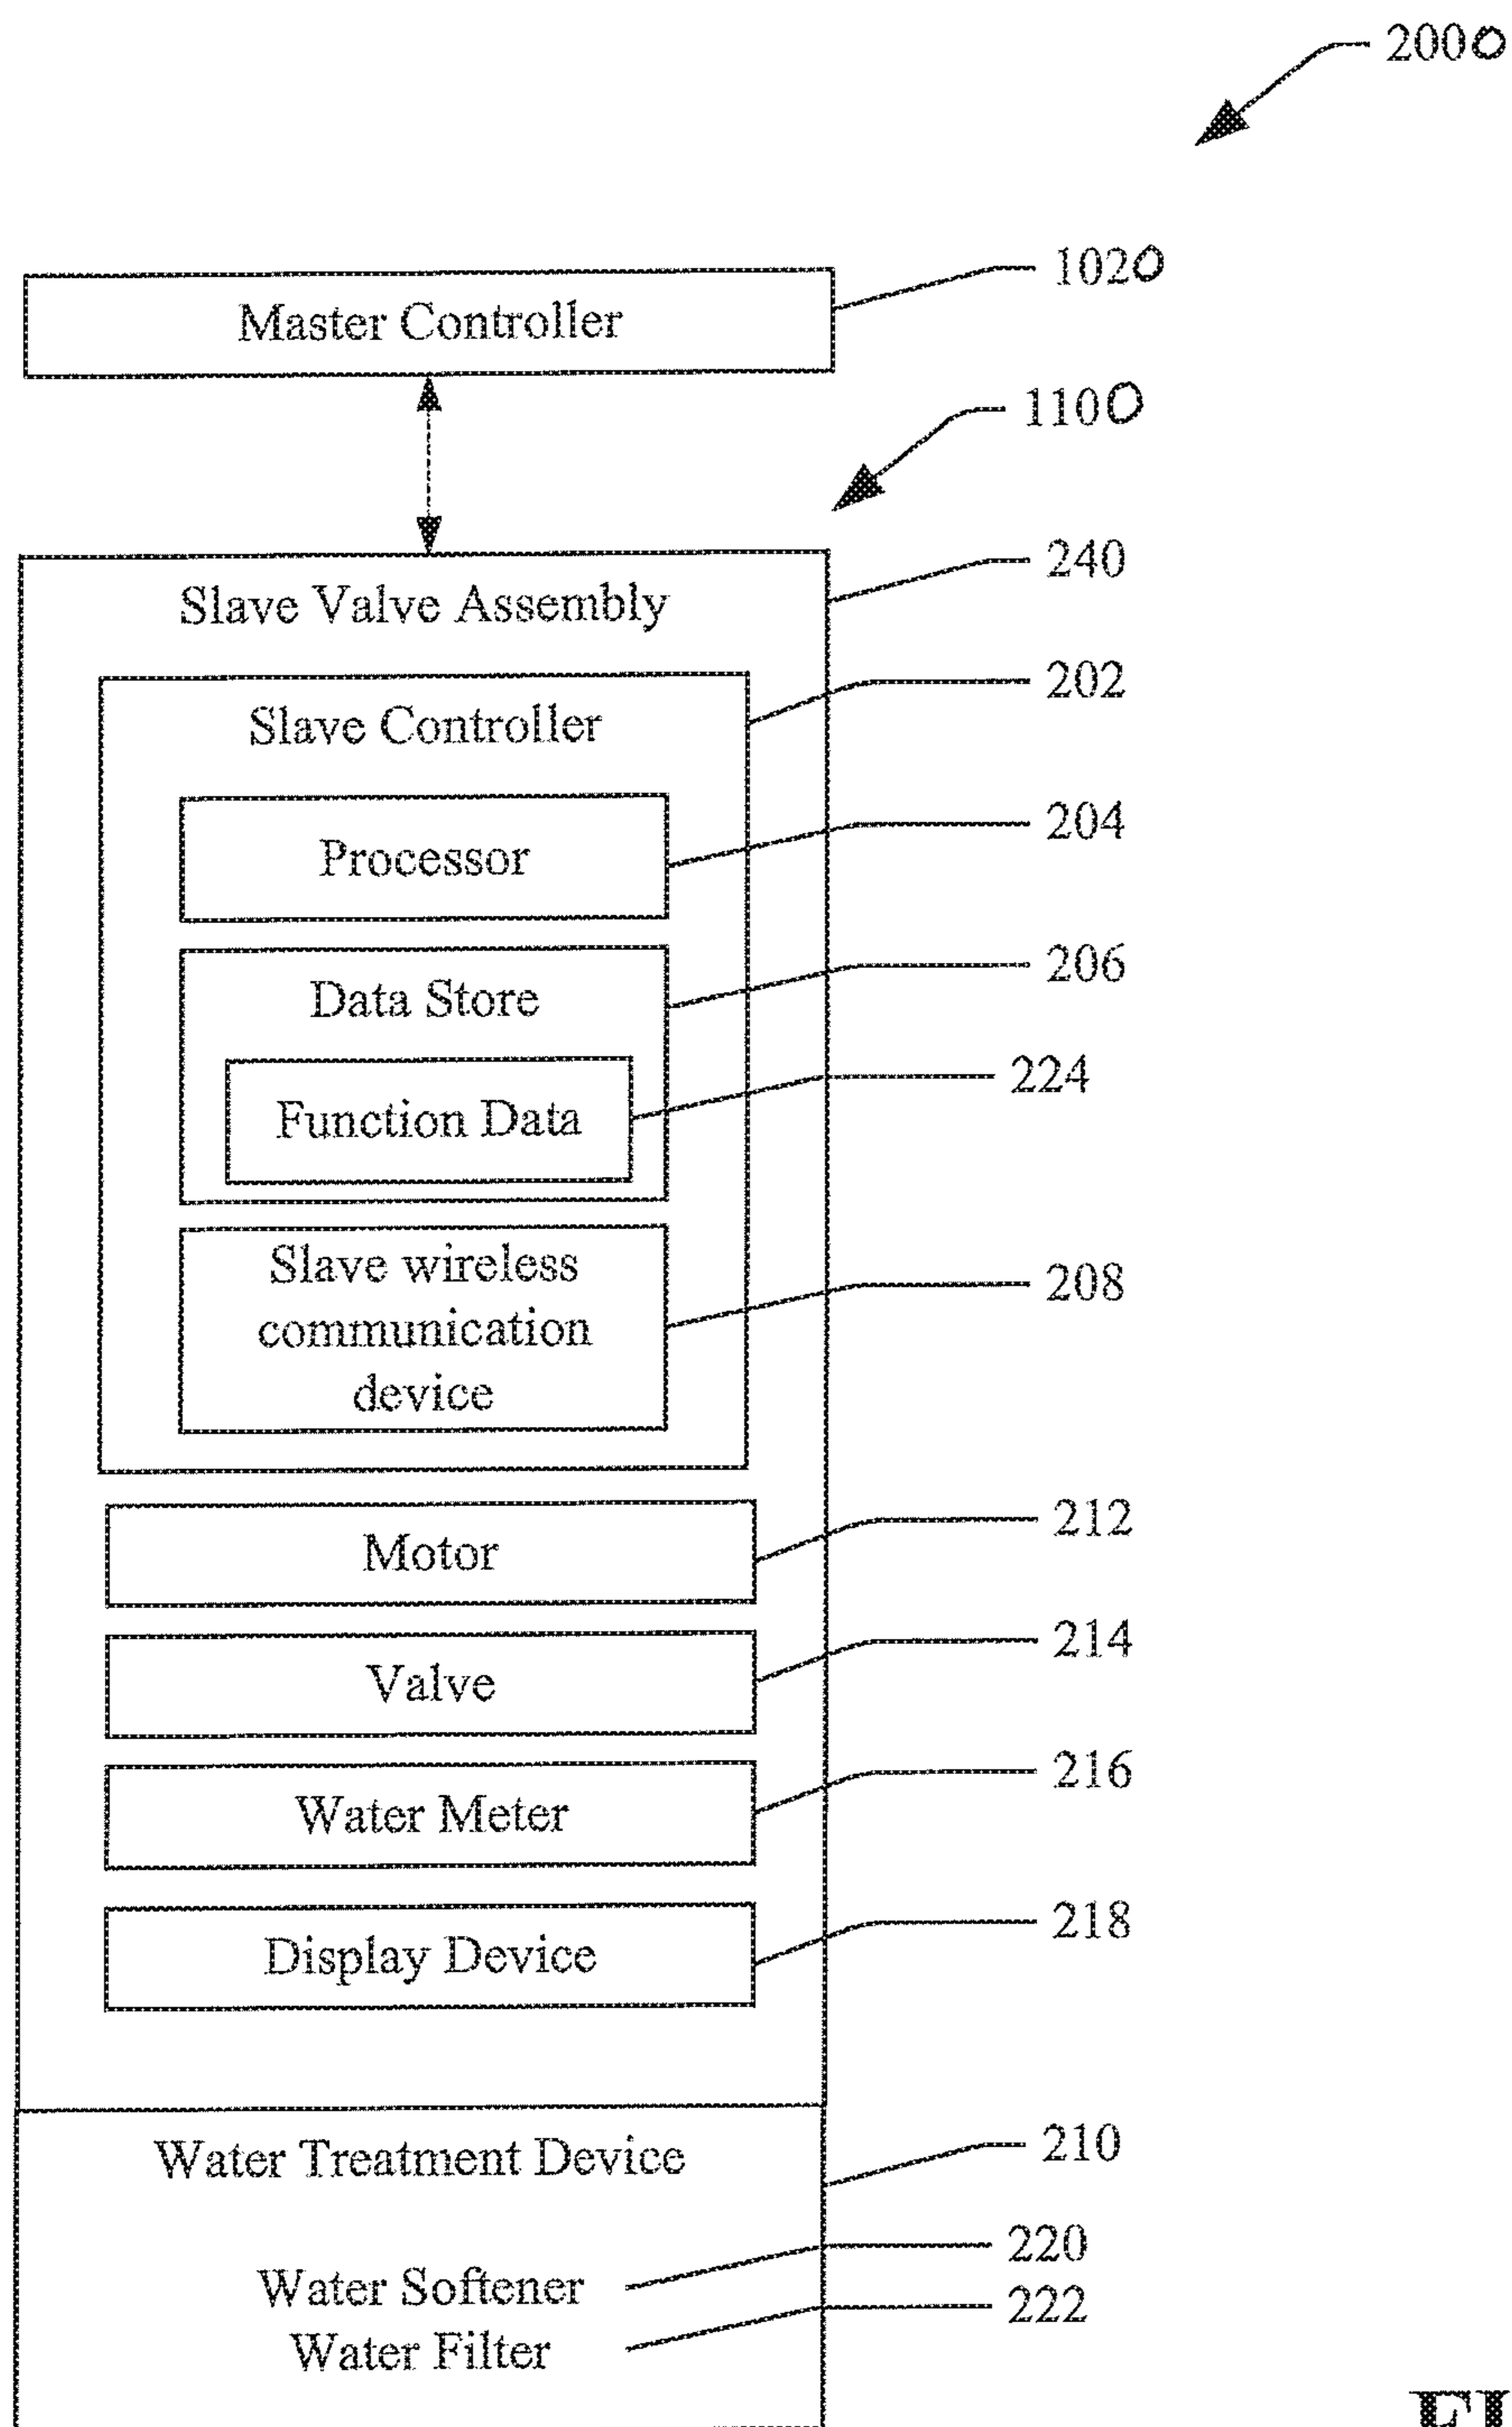 2000
Master Controller
1020
1100
240
Slave Valve Assembly
202
Slave Controller
204
Processor
206
Data Store
224
Function Data
208
Slave wireless
communication
device
212
Motor
214
Valve
216
Water Meter
218
Display Device
210
Water Treatment Device
220
Water Softener
222
Water Filter